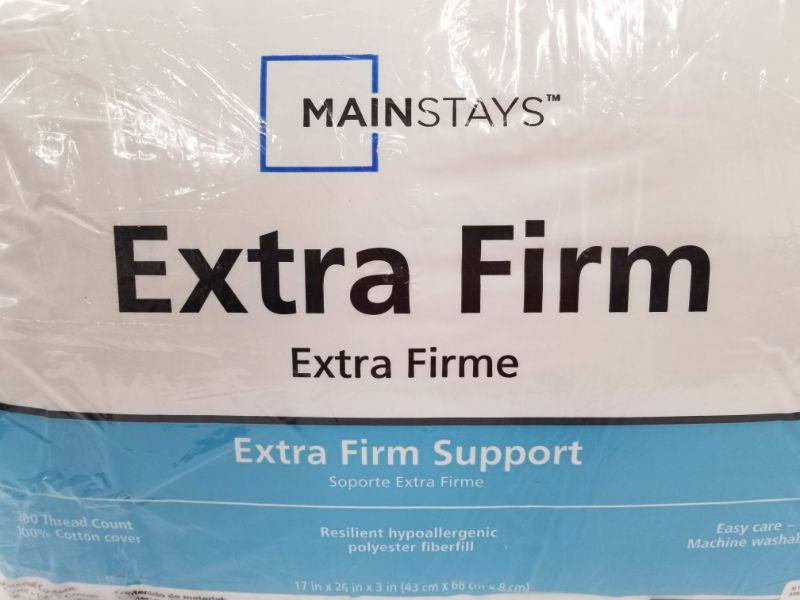 MAINSTAYS™
Extra Firm
Extra Firme
Extra Firm Support
Soporte Extra Firme
Thread Count
100% Cotton cover
Resilient hypoallergenic
polyester fiberfill
Easy care –
Machine washab
17 in x 26 in x 3 in (43 cm x 66 cm x 8 cm)